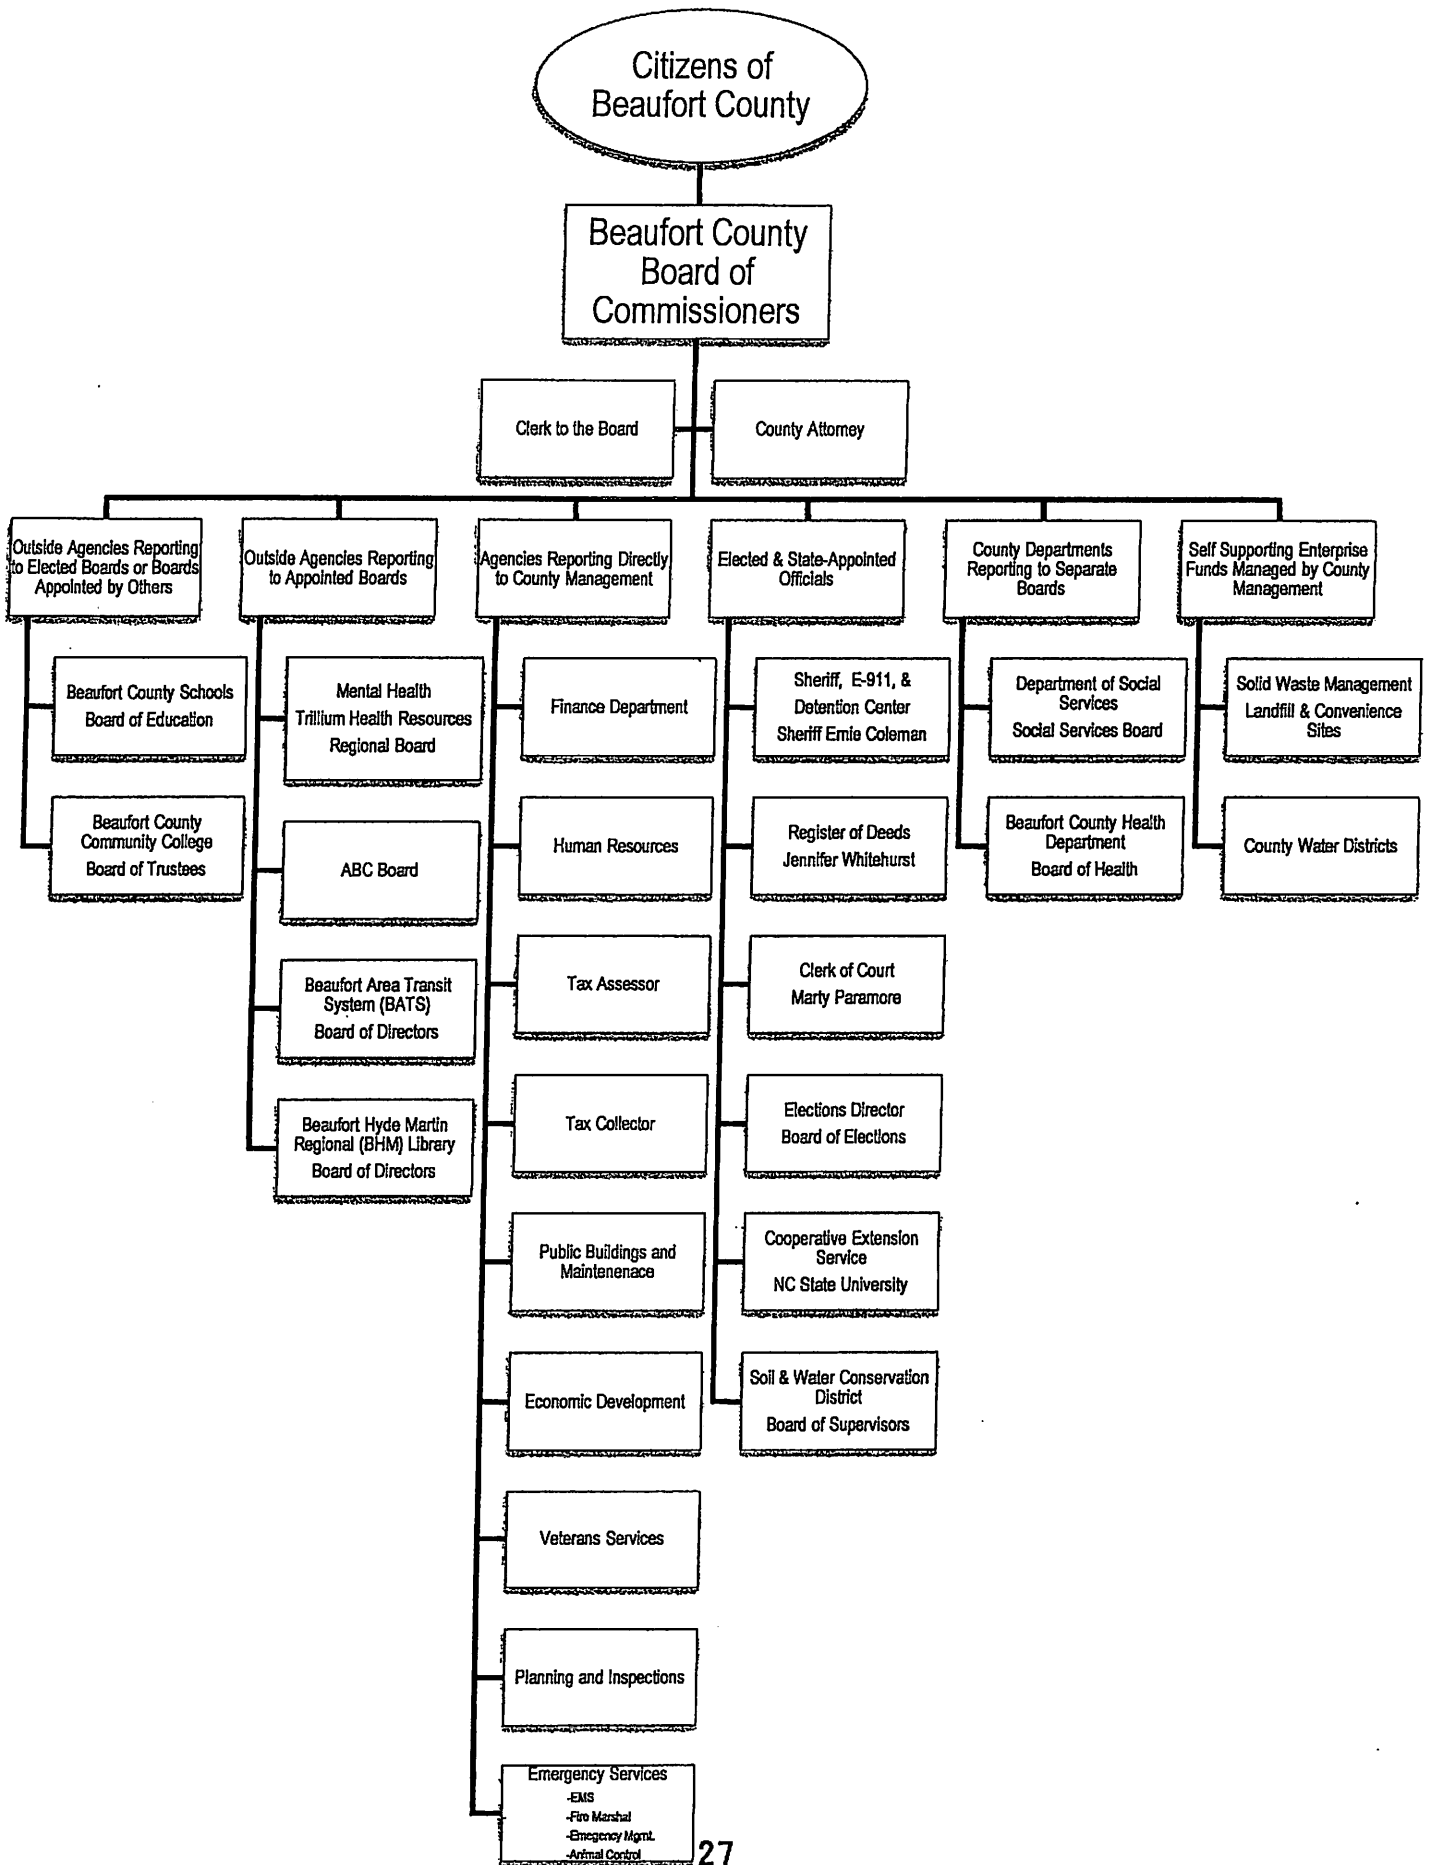 Citizens of
Beaufort County
Beaufort County
Board of
Commissioners
Clerk to the Board
County Attorney
Outside Agencies Reporting
to Elected Boards or Boards
Appointed by Others
Outside Agencies Reporting
to Appointed Boards
Agencies Reporting Directly
to County Management
Elected & State-Appointed
Officials
County Departments
Reporting to Separate
Boards
Self Supporting Enterprise
Funds Managed by County
Management
Beaufort County Schools
Board of Education
Beaufort County
Community College
Board of Trustees
Mental Health
Trillium Health Resources
Regional Board
ABC Board
Beaufort Area Transit
System (BATS)
Board of Directors
Beaufort Hyde Martin
Regional (BHM) Library
Board of Directors
Finance Department
Human Resources
Tax Assessor
Tax Collector
Public Buildings and
Maintenenace
Economic Development
Veterans Services
Planning and Inspections
Emergency Services
-EMS
-Fire Marshal
-Emegency Mgmt.
-Animal Control
Sheriff, E-911, &
Detention Center
Sheriff Ernie Coleman
Register of Deeds
Jennifer Whitehurst
Clerk of Court
Marty Paramore
Elections Director
Board of Elections
Cooperative Extension
Service
NC State University
Soil & Water Conservation
District
Board of Supervisors
Department of Social
Services
Social Services Board
Beaufort County Health
Department
Board of Health
Solid Waste Management
Landfill & Convenience
Sites
County Water Districts
27